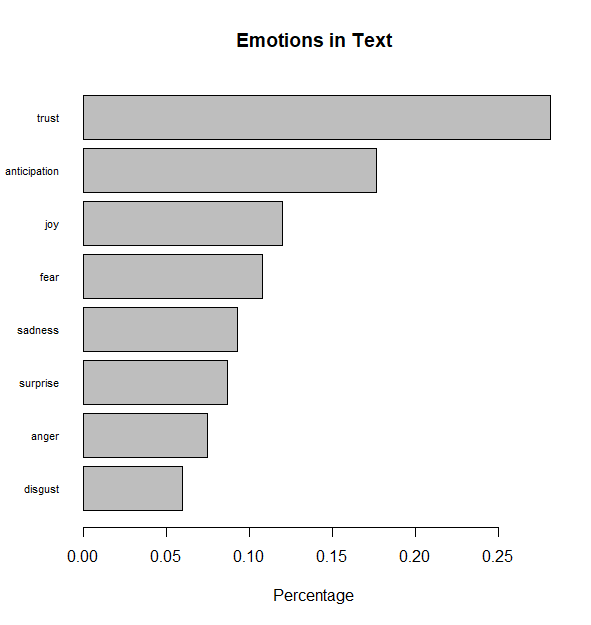 Emotions in Text
trust
anticipation
joy
fear
sadness
surprise
anger
disgust
0.00 0.05 0.10 0.15 0.20 0.25
Percentage